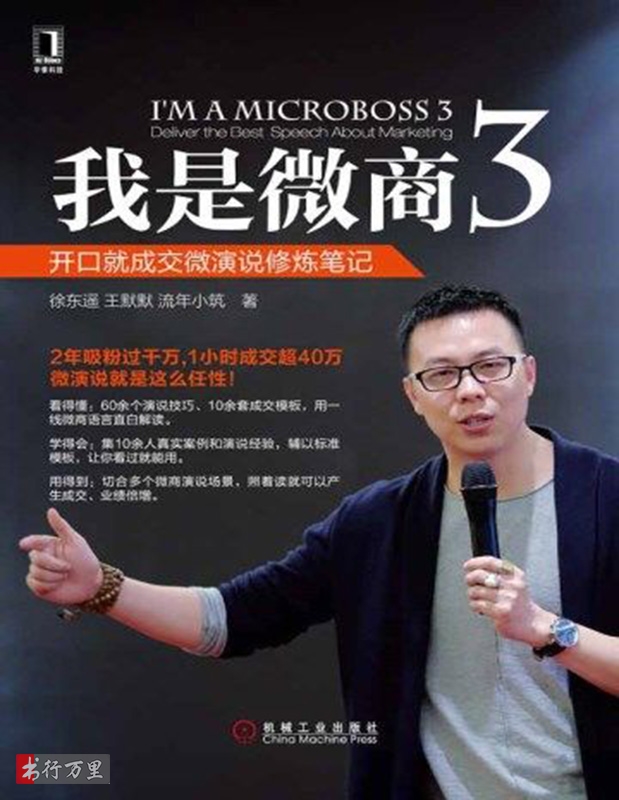 华章科技
I'M A MICROBOSS 3
Deliver the Best Speech About Marketing
我是微商3
开口就成交微演说修炼笔记
徐东遥 王默默 流年小筑 著
2年吸粉过千万,1小时成交超40万
微演说就是这么任性!
看得懂:60余个演说技巧、10余套成交模板,用一
线微商语言直白解读。
学得会:集10余人真实案例和演说经验,辅以标准
模板,让你看过就能用。
用得到:切合多个微商演说场景,照着读就可以产
生成交、业绩倍增。
机械工业出版社
China Machine Press
书行万里